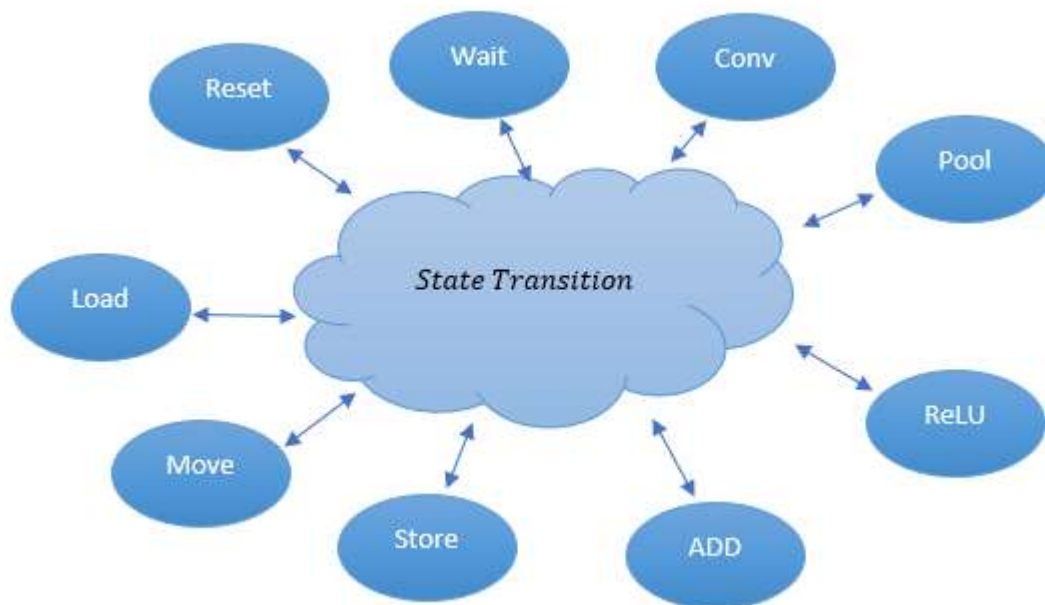 Wait
Conv
Reset
Pool
State Transition
Load
ReLU
Move
Store
ADD